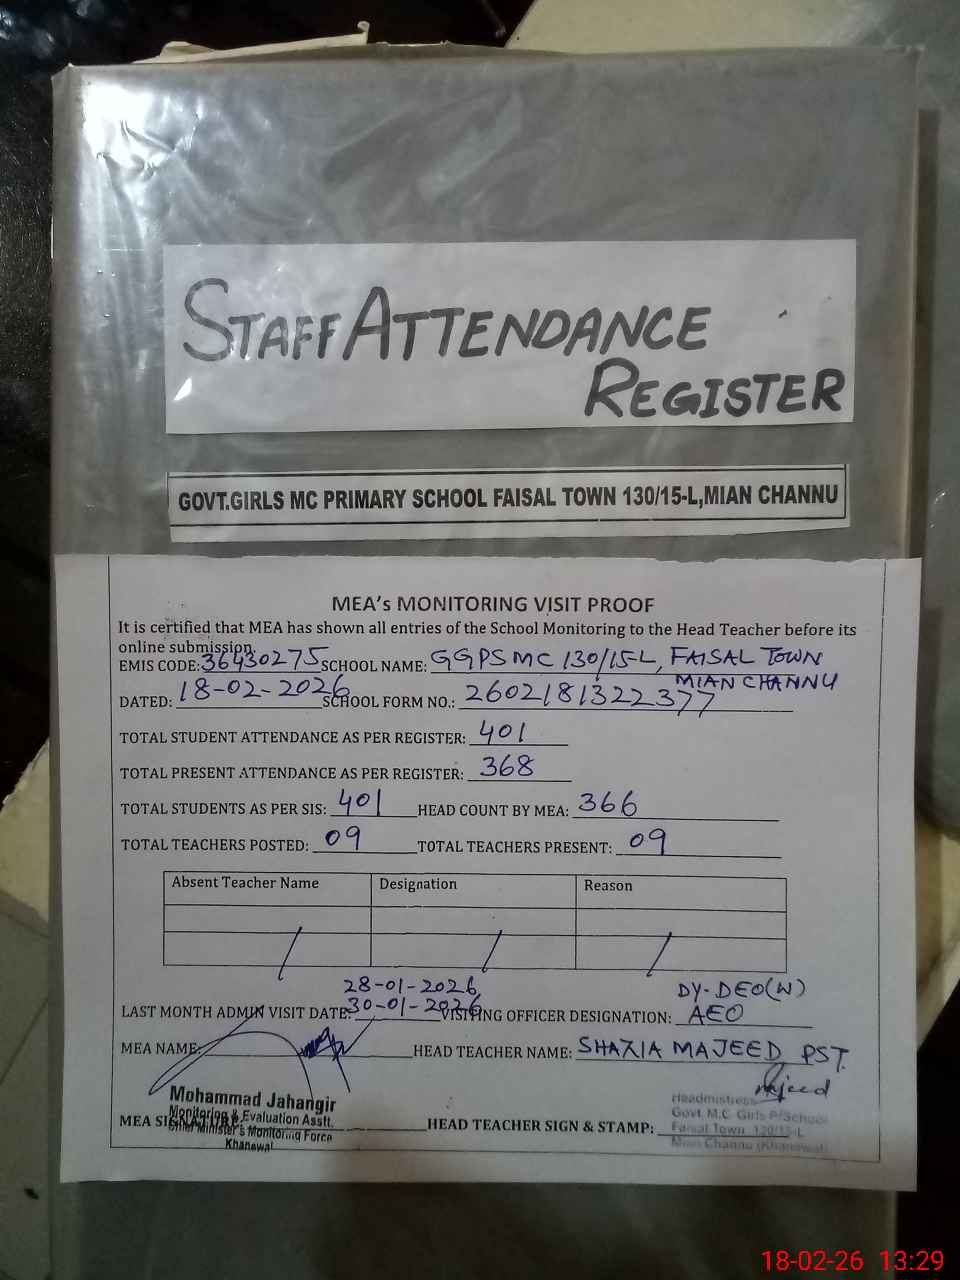 STAFF ATTENDANCE
REGISTER
GOVT.GIRLS MC PRIMARY SCHOOL FAISAL TOWN 130/15-L,MIAN CHANNU
MEA's MONITORING VISIT PROOF
It is certified that MEA has shown all entries of the School Monitoring to the Head Teacher before its
online submission.
EMIS CODE: 36430275 SCHOOL NAME: GGPS MC 130/15-L, FAISAL TOWN
MIAN CHANNU
DATED: 18-02-2026 SCHOOL FORM NO.: 2602181322377
TOTAL STUDENT ATTENDANCE AS PER REGISTER: 401
TOTAL PRESENT ATTENDANCE AS PER REGISTER: 368
TOTAL STUDENTS AS PER SIS: 401 HEAD COUNT BY MEA: 366
TOTAL TEACHERS POSTED: 09 TOTAL TEACHERS PRESENT: 09
Absent Teacher Name Designation Reason
28-01-2026 DY-DEO(W)
LAST MONTH ADMIN VISIT DATE: 30-01-2026 VISITING OFFICER DESIGNATION: AEO
MEA NAME: HEAD TEACHER NAME: SHAZIA MAJEED PST.
Majeed
Mohammad Jahangir
Monitoring & Evaluation Asstt.
Chief Minister's Monitoring Force
Khanewal
MEA SIGNATURE: HEAD TEACHER SIGN & STAMP:
Headmistress
Govt. M.C. Girls P/School
Faisal Town 130/15-L
Mian Channu (Khanewal)
18-02-26 13:29